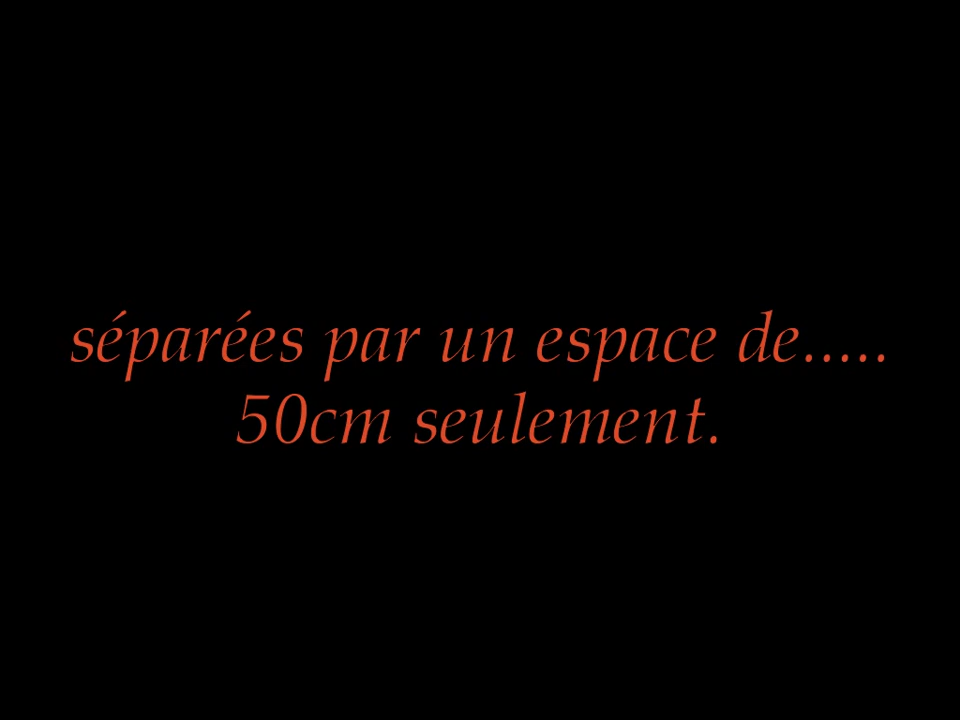 séparées par un espace de.....
50cm seulement.